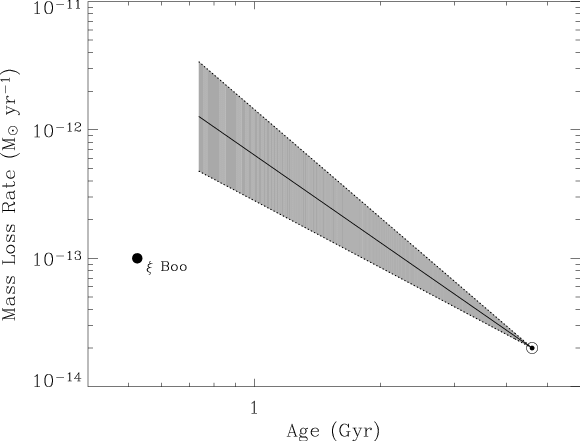 10⁻¹¹
10⁻¹²
10⁻¹³
10⁻¹⁴
Mass Loss Rate (M☉ yr⁻¹)
ξ Boo
1
Age (Gyr)